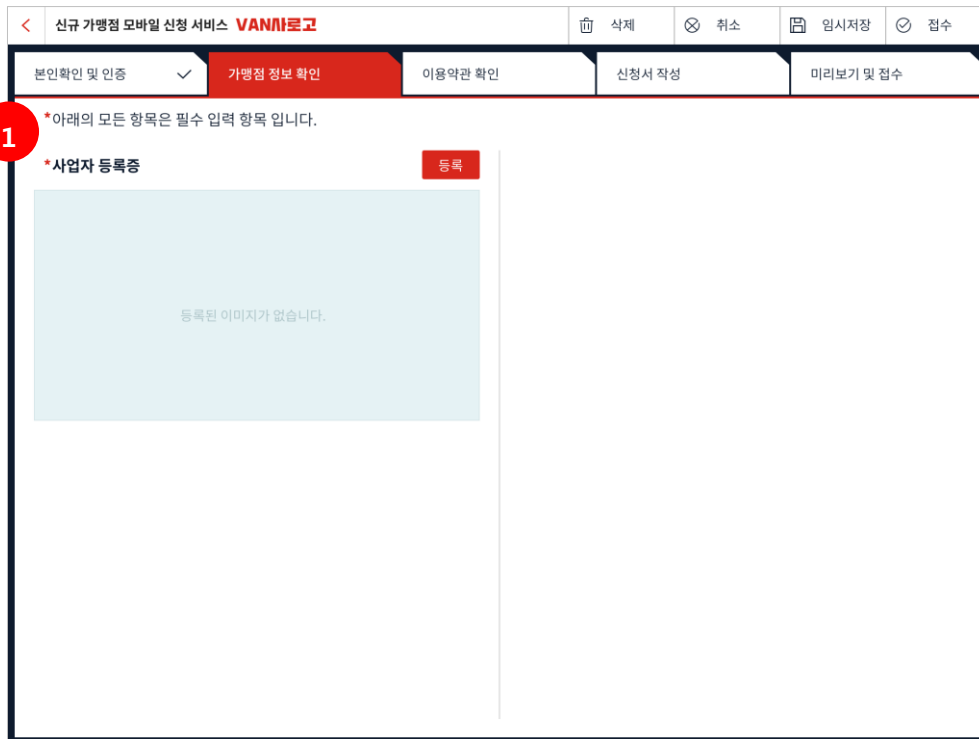 신규 가맹점 모바일 신청 서비스 VAN사로고 삭제 취소 임시저장 접수
본인확인 및 인증 가맹점 정보 확인 이용약관 확인 신청서 작성 미리보기 및 접수
1
*아래의 모든 항목은 필수 입력 항목 입니다.
*사업자 등록증 등록
등록된 이미지가 없습니다.